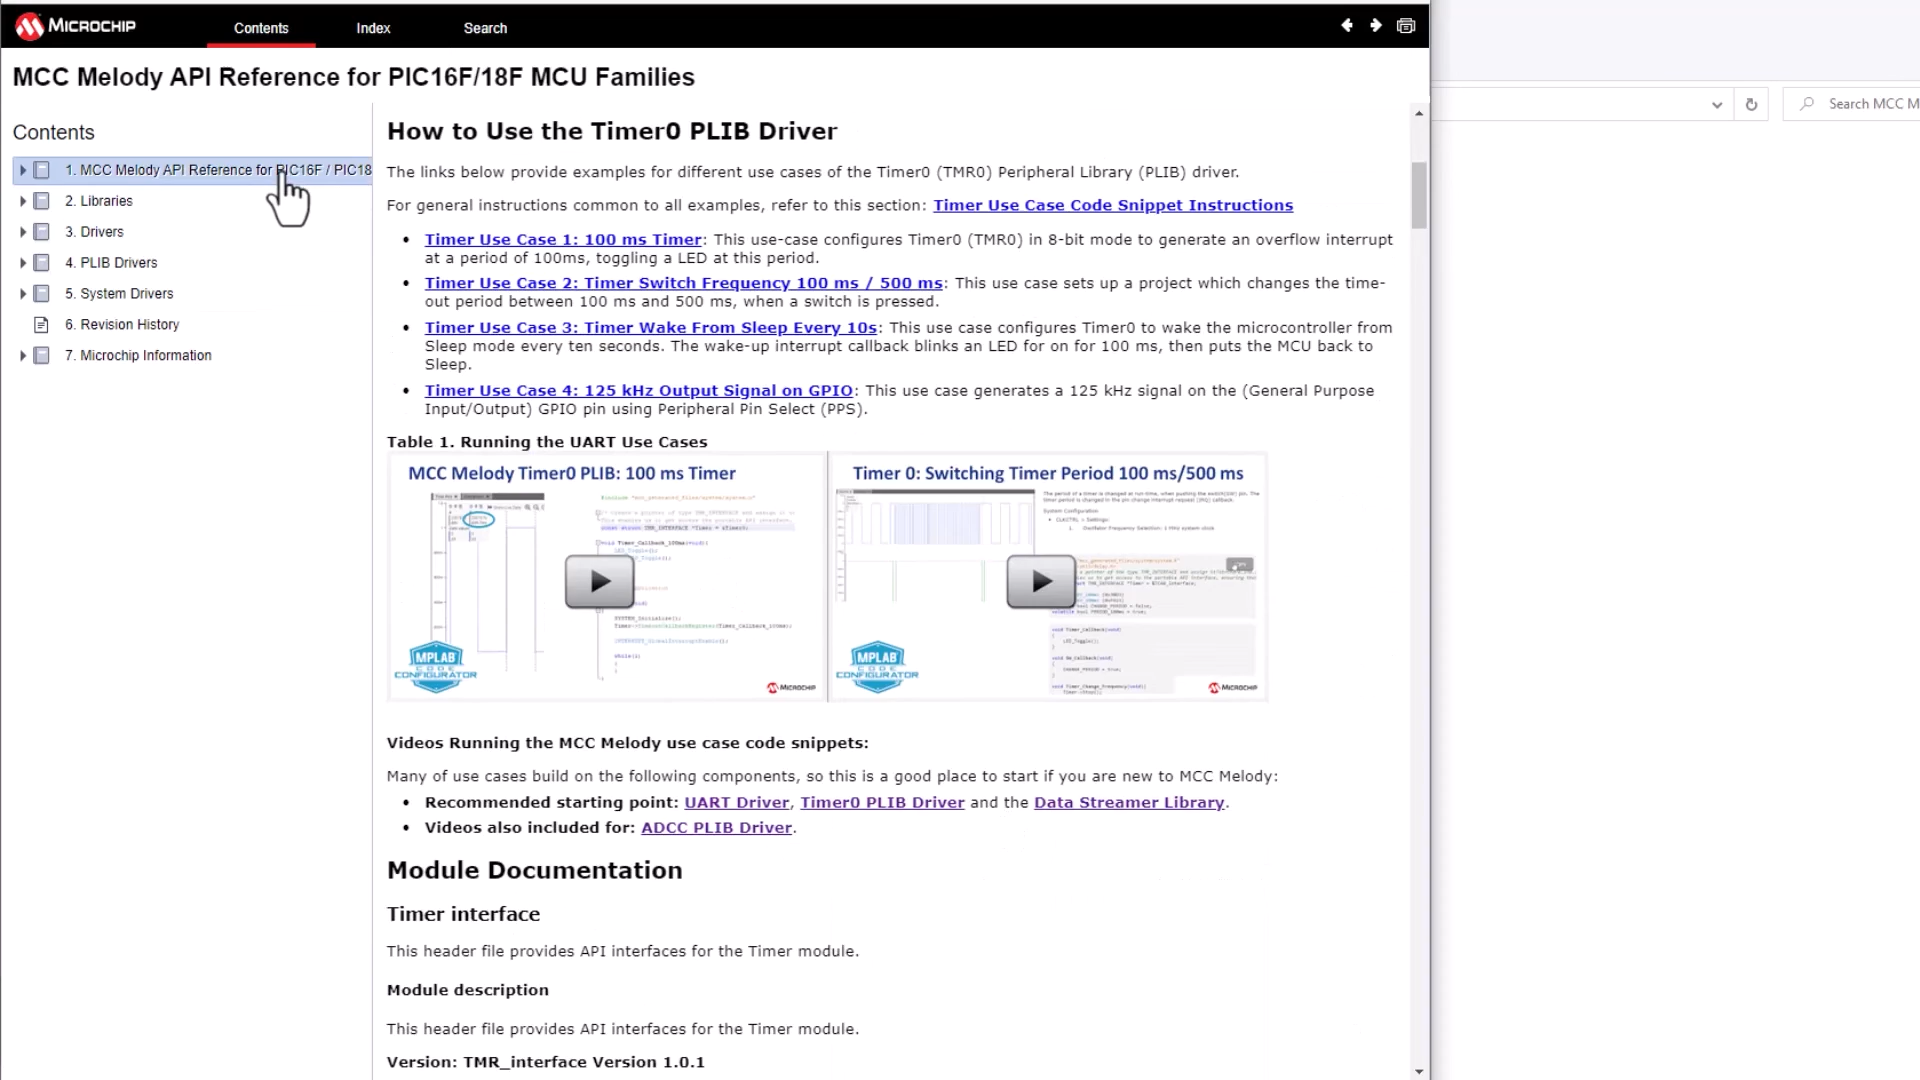 MICROCHIP
Contents
Index
Search
MCC Melody API Reference for PIC16F/18F MCU Families
Search MCC M
Contents
1. MCC Melody API Reference for PIC16F / PIC18
2. Libraries
3. Drivers
4. PLIB Drivers
5. System Drivers
6. Revision History
7. Microchip Information
How to Use the Timer0 PLIB Driver
The links below provide examples for different use cases of the Timer0 (TMR0) Peripheral Library (PLIB) driver.
For general instructions common to all examples, refer to this section: Timer Use Case Code Snippet Instructions
• Timer Use Case 1: 100 ms Timer: This use-case configures Timer0 (TMR0) in 8-bit mode to generate an overflow interrupt
at a period of 100ms, toggling a LED at this period.
• Timer Use Case 2: Timer Switch Frequency 100 ms / 500 ms: This use case sets up a project which changes the time-
out period between 100 ms and 500 ms, when a switch is pressed.
• Timer Use Case 3: Timer Wake From Sleep Every 10s: This use case configures Timer0 to wake the microcontroller from
Sleep mode every ten seconds. The wake-up interrupt callback blinks an LED for on for 100 ms, then puts the MCU back to
Sleep.
• Timer Use Case 4: 125 kHz Output Signal on GPIO: This use case generates a 125 kHz signal on the (General Purpose
Input/Output) GPIO pin using Peripheral Pin Select (PPS).
Table 1. Running the UART Use Cases
MCC Melody Timer0 PLIB: 100 ms Timer
MPLAB
CODE
CONFIGURATOR
MICROCHIP
Timer 0: Switching Timer Period 100 ms/500 ms
The period of a timer is changed at run-time, when pushing the
System Configuration
MPLAB
CODE
CONFIGURATOR
MICROCHIP
Videos Running the MCC Melody use case code snippets:
Many of use cases build on the following components, so this is a good place to start if you are new to MCC Melody:
• Recommended starting point: UART Driver, Timer0 PLIB Driver and the Data Streamer Library.
• Videos also included for: ADCC PLIB Driver.
Module Documentation
Timer interface
This header file provides API interfaces for the Timer module.
Module description
This header file provides API interfaces for the Timer module.
Version: TMR_interface Version 1.0.1